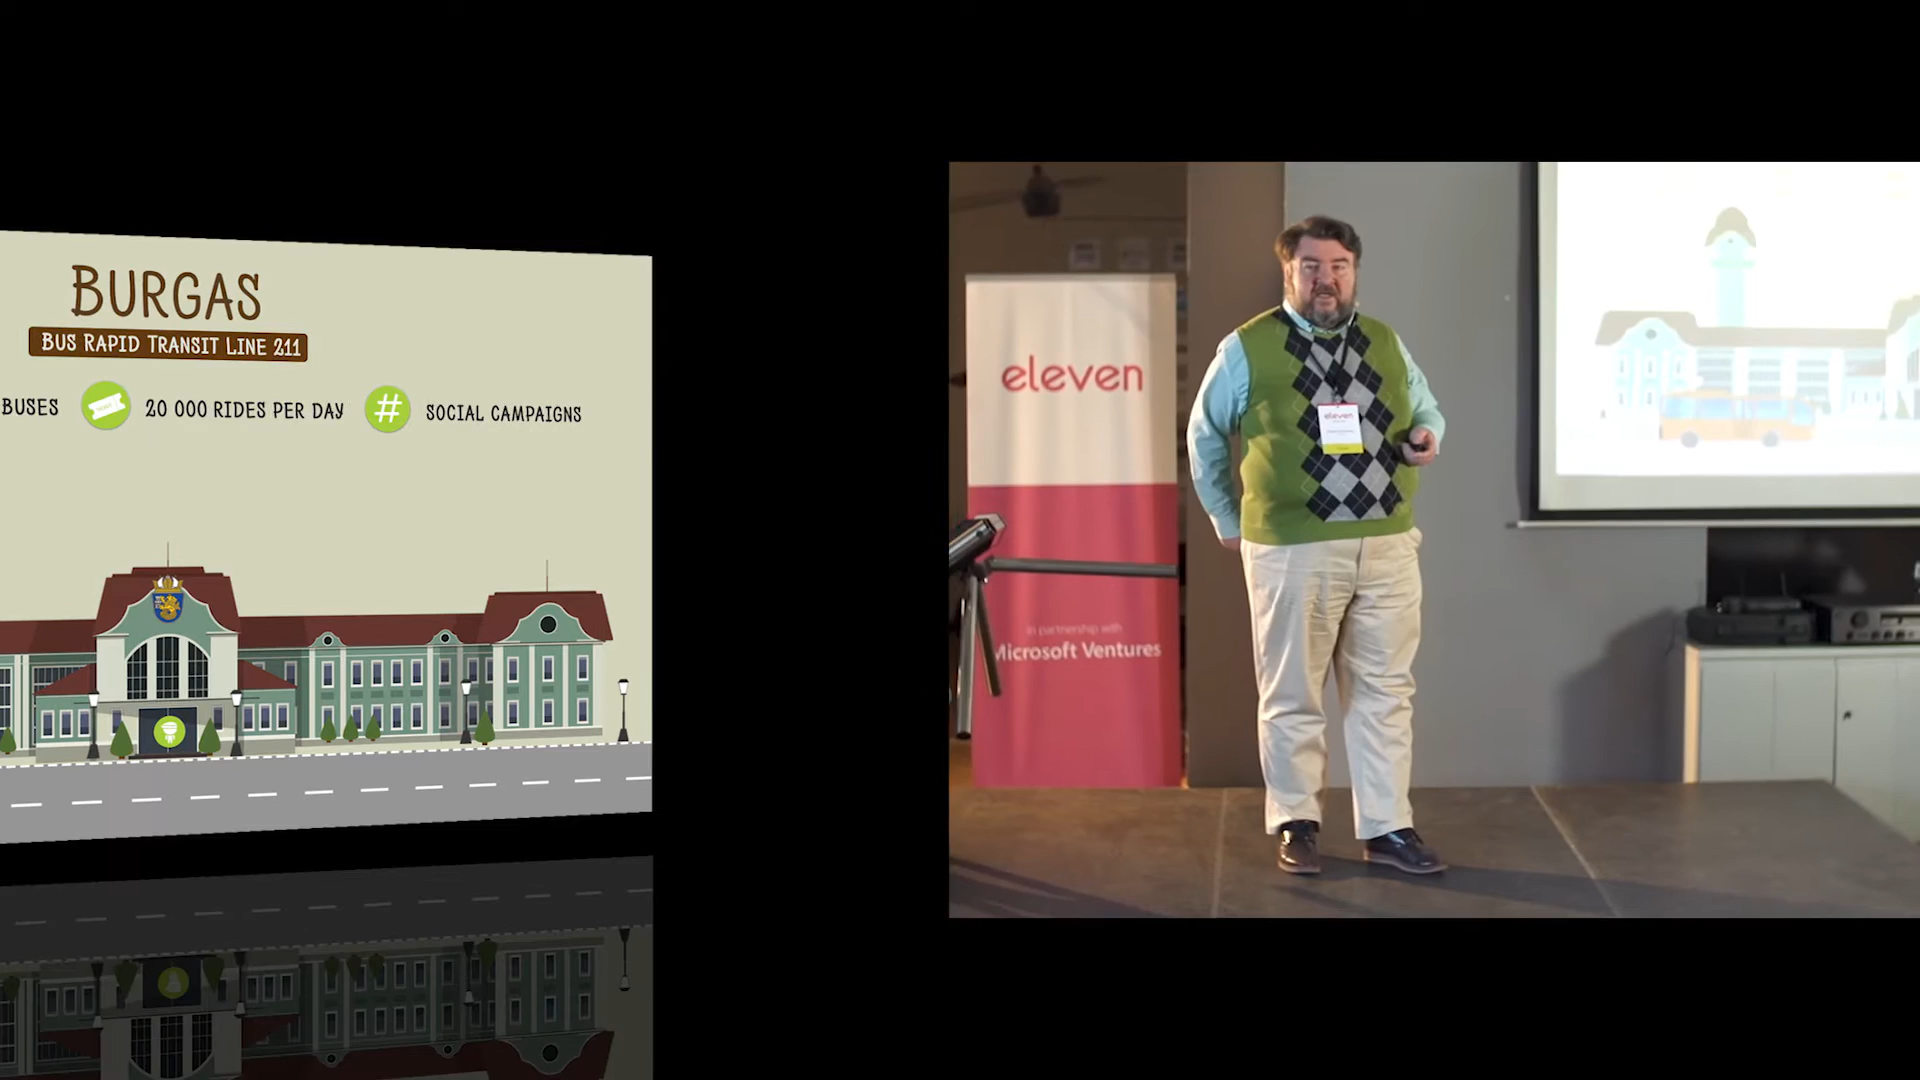 BURGAS
BUS RAPID TRANSIT LINE 211
BUSES
20 000 RIDES PER DAY
#
SOCIAL CAMPAIGNS
eleven
in partnership with
Microsoft Ventures
eleven